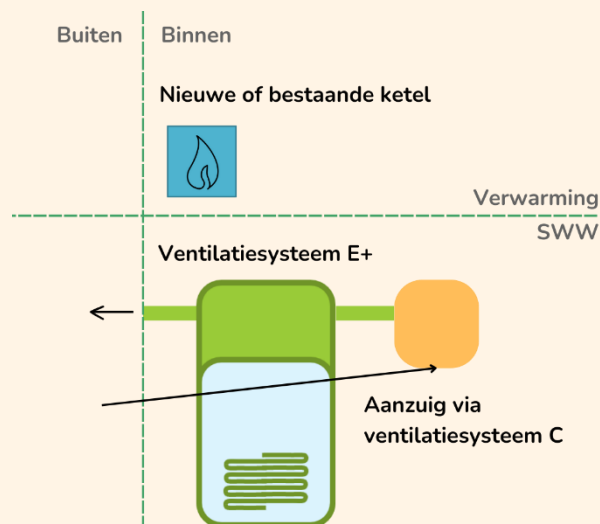 Buiten
Binnen
Nieuwe of bestaande ketel
Verwarming
SWW
Ventilatiesysteem E+
Aanzuig via
ventilatiesysteem C